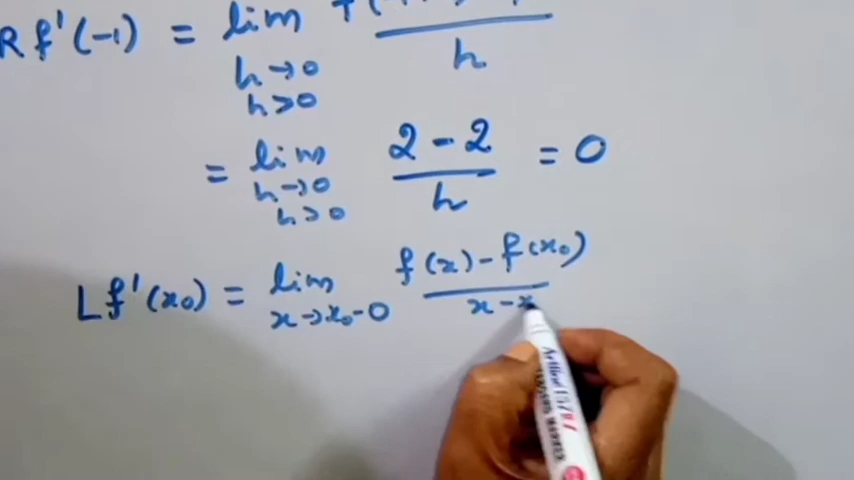 Rf'(-1) = lim h→0 h>0 / h
= lim h→0 h>0 2-2 / h = 0
Lf'(x₀) = lim x→x₀-0 f(x)-f(x₀) / x-x
Artline